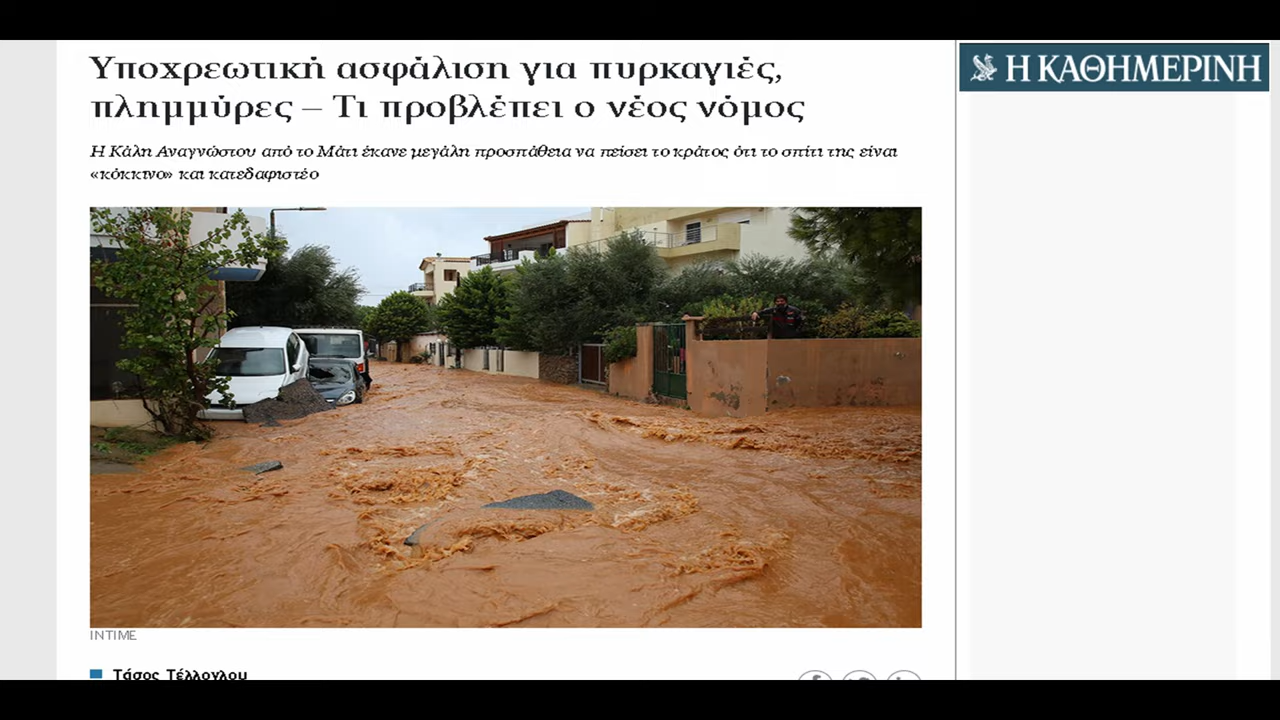 Υποχρεωτική ασφάλιση για πυρκαγιές,
πλημμύρες – Τι προβλέπει ο νέος νόμος
Η ΚΑΘΗΜΕΡΙΝΗ
Η Κάλη Αναγνώστου από το Μάτι έκανε μεγάλη προσπάθεια να πείσει το κράτος ότι το σπίτι της είναι
«κόκκινο» και κατεδαφιστέο
INTIME
Τάσος Τέλλογλου